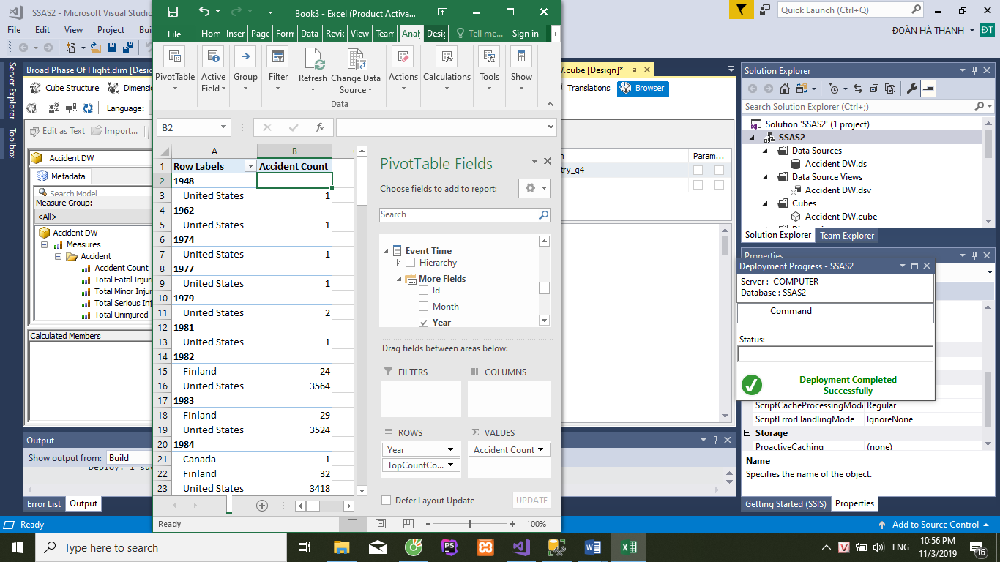 SSAS2 - Microsoft Visual Studio
Quick Launch (Ctrl+Q)
File Edit View Project
ĐOÀN HÀ THANH ĐT
Server Explorer
Toolbox
Broad Phase Of Flight.dim
.cube [Design]*
Cube Structure
Translations Browser
Language:
Edit as Text Import...
Accident DW
Metadata
Search Model
Measure Group:
<All>
Accident DW
Measures
Accident
Accident Count
Total Fatal Injuri
Total Minor Injur
Total Serious Inj
Total Uninjured
Calculated Members
Param...
try_q4
Output
Show output from: Build
Error List Output
Ready
Book3 - Excel (Product Activa...
File Hom Inser Page Form Data Revie View Team Analy Desig Tell me... Sign in
PivotTable
Active Field
Group
Filter
Refresh
Change Data Source
Actions
Calculations
Tools
Show
Data
B2
fx
A B
1 Row Labels Accident Count
2 1948
3 United States 1
4 1962
5 United States 1
6 1974
7 United States 1
8 1977
9 United States 1
10 1979
11 United States 2
12 1981
13 United States 1
14 1982
15 Finland 24
16 United States 3564
17 1983
18 Finland 29
19 United States 3524
20 1984
21 Canada 1
22 Finland 32
23 United States 3418
PivotTable Fields
Choose fields to add to report:
Search
Event Time
Hierarchy
More Fields
Id
Month
Year
Drag fields between areas below:
FILTERS
COLUMNS
ROWS
VALUES
Year
Accident Count
TopCountCo...
Defer Layout Update
UPDATE
Ready
100%
Solution Explorer
Search Solution Explorer (Ctrl+;)
Solution 'SSAS2' (1 project)
SSAS2
Data Sources
Accident DW.ds
Data Source Views
Accident DW.dsv
Cubes
Accident DW.cube
Solution Explorer Team Explorer
Properties
Deployment Progress - SSAS2
Server : COMPUTER
Database : SSAS2
Command
Status:
Deployment Completed
Successfully
ScriptCacheProcessingMode Regular
ScriptErrorHandlingMode IgnoreNone
Storage
ProactiveCaching (none)
Name
Specifies the name of the object.
Getting Started (SSIS) Properties
Add to Source Control
Type here to search
PS
V
ENG
10:56 PM
11/3/2019
16